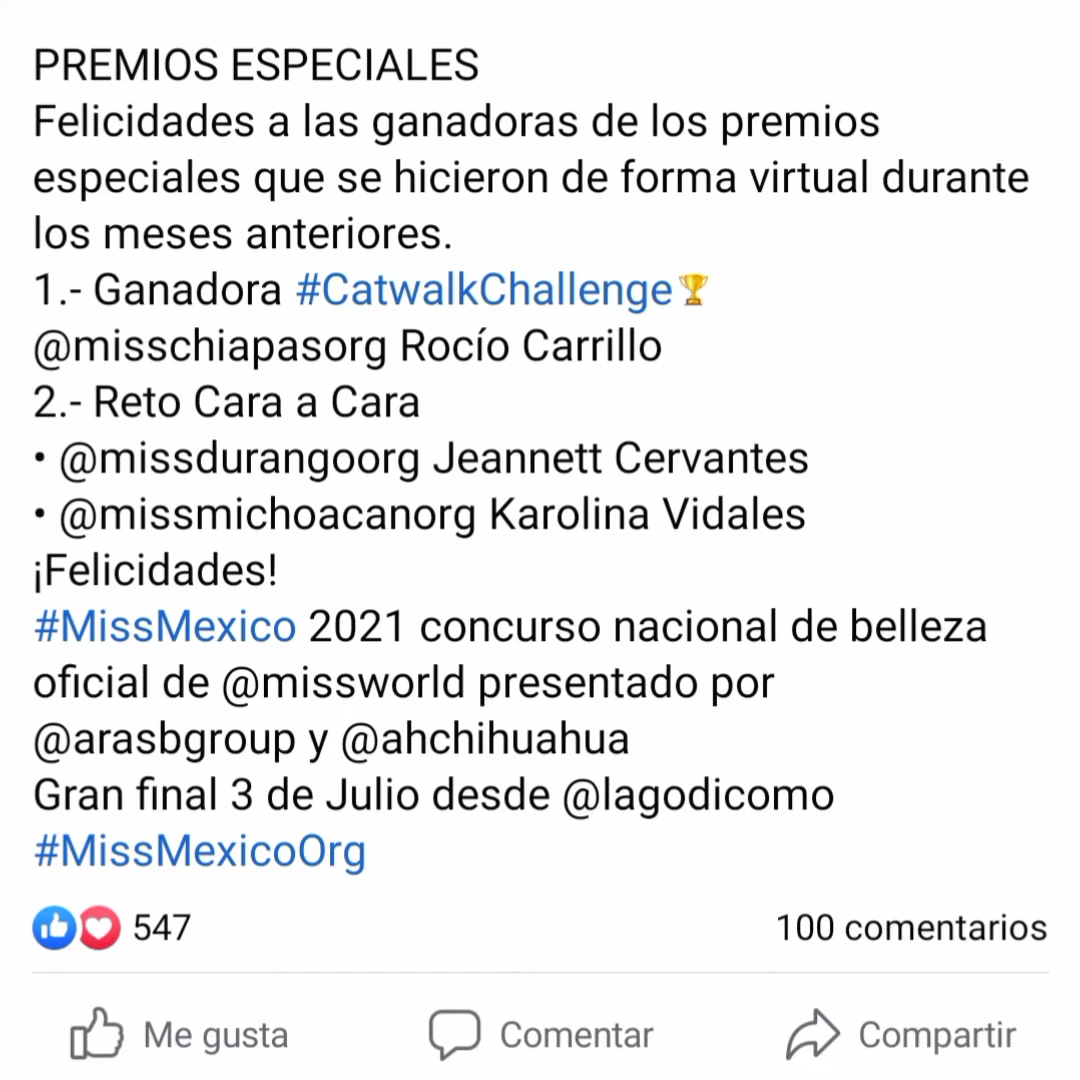 PREMIOS ESPECIALES
Felicidades a las ganadoras de los premios
especiales que se hicieron de forma virtual durante
los meses anteriores.
1.- Ganadora #CatwalkChallenge🏆
@misschiapasorg Rocío Carrillo
2.- Reto Cara a Cara
• @missdurangoorg Jeannett Cervantes
• @missmichoacanorg Karolina Vidales
¡Felicidades!
#MissMexico 2021 concurso nacional de belleza
oficial de @missworld presentado por
@arasbgroup y @ahchihuahua
Gran final 3 de Julio desde @lagodicomo
#MissMexicoOrg
547 100 comentarios
Me gusta Comentar Compartir